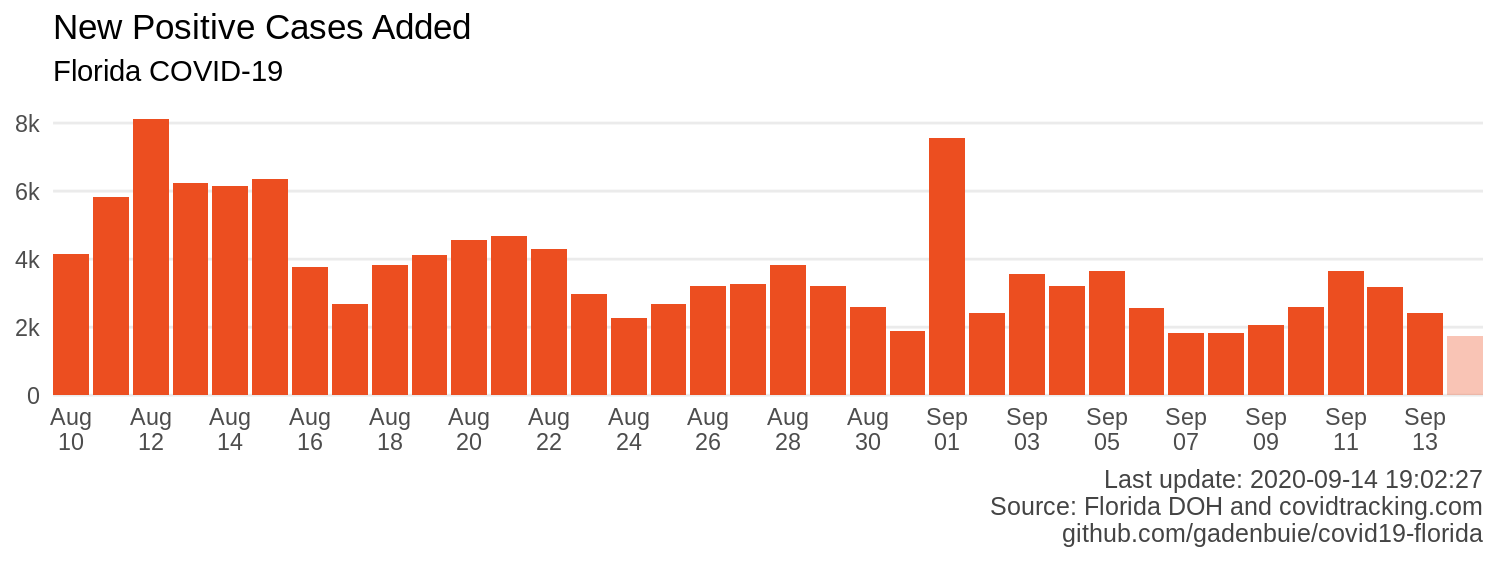 New Positive Cases Added
Florida COVID-19
8k
6k
4k
2k
0
Aug Aug Aug Aug Aug Aug Aug Aug Aug Aug Aug Sep Sep Sep Sep Sep Sep Sep
10 12 14 16 18 20 22 24 26 28 30 01 03 05 07 09 11 13
Last update: 2020-09-14 19:02:27
Source: Florida DOH and covidtracking.com
github.com/gadenbuie/covid19-florida